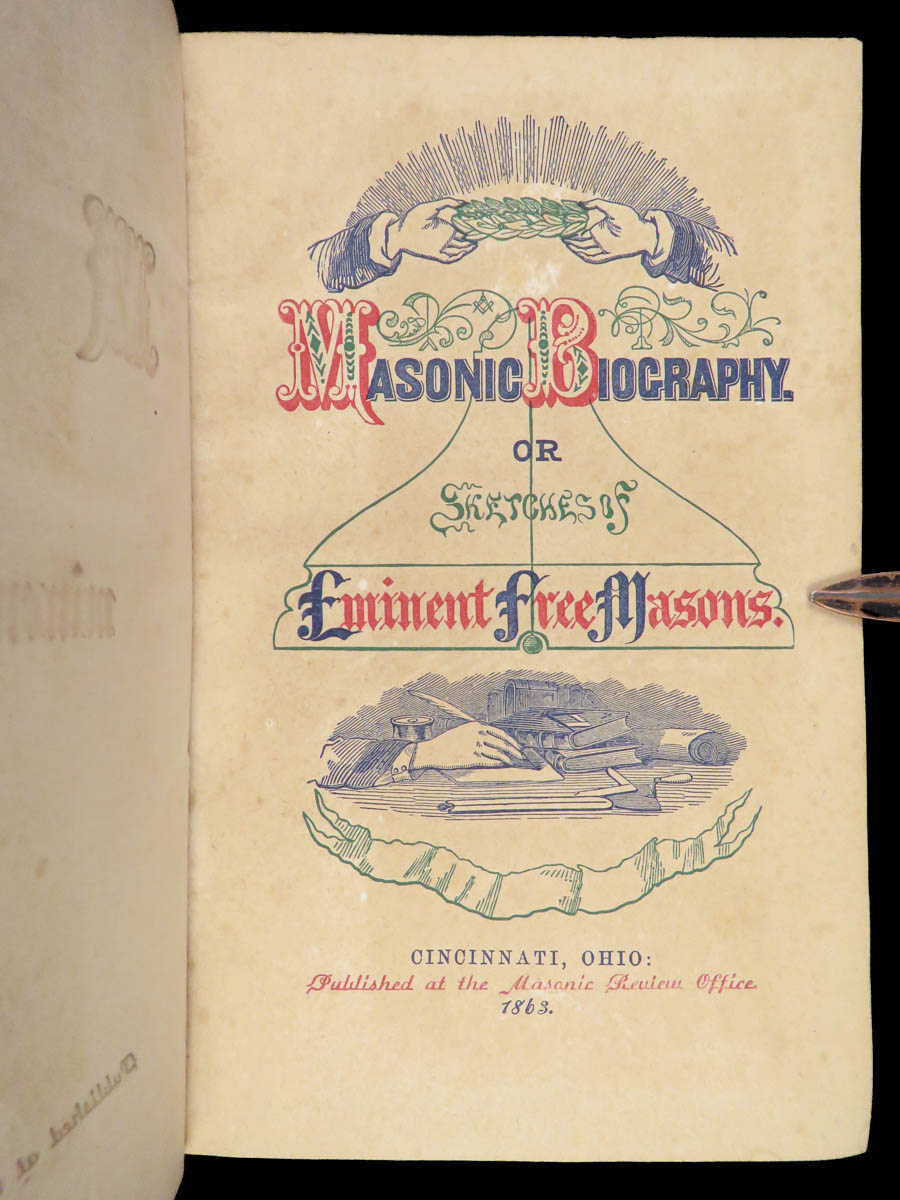 MASONIC BIOGRAPHY.
OR
SKETCHES OF
Eminent Free Masons.
CINCINNATI, OHIO:
Published at the Masonic Review Office
1863.